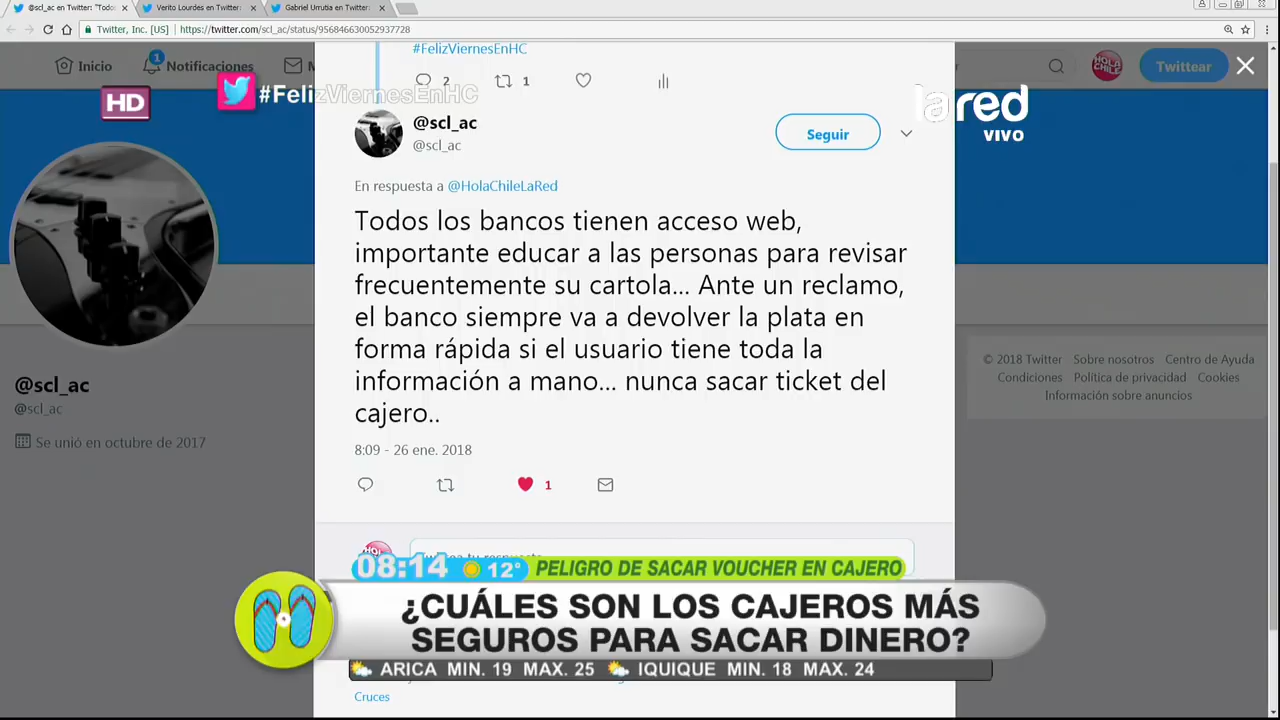 @scl_ac en Twitter: "Todo
Verito Lourdes en Twitter:
Gabriel Urrutia en Twitter:
Twitter, Inc. [US]
https://twitter.com/scl_ac/status/956846630052937728
Inicio
1
Notificaciones
M
HOLA CHILE
Twittear
#FelizViernesEnHC
2
1
HD
#FelizViernesEnHC
la red
VIVO
@scl_ac
@scl_ac
Seguir
En respuesta a @HolaChileLaRed
Todos los bancos tienen acceso web,
importante educar a las personas para revisar
frecuentemente su cartola... Ante un reclamo,
el banco siempre va a devolver la plata en
forma rápida si el usuario tiene toda la
información a mano... nunca sacar ticket del
cajero..
8:09 - 26 ene. 2018
1
@scl_ac
@scl_ac
Se unió en octubre de 2017
© 2018 Twitter Sobre nosotros Centro de Ayuda
Condiciones Política de privacidad Cookies
Información sobre anuncios
08:14
12°
PELIGRO DE SACAR VOUCHER EN CAJERO
¿CUÁLES SON LOS CAJEROS MÁS
SEGUROS PARA SACAR DINERO?
ARICA MIN. 19 MAX. 25 IQUIQUE MIN. 18 MAX. 24
Cruces